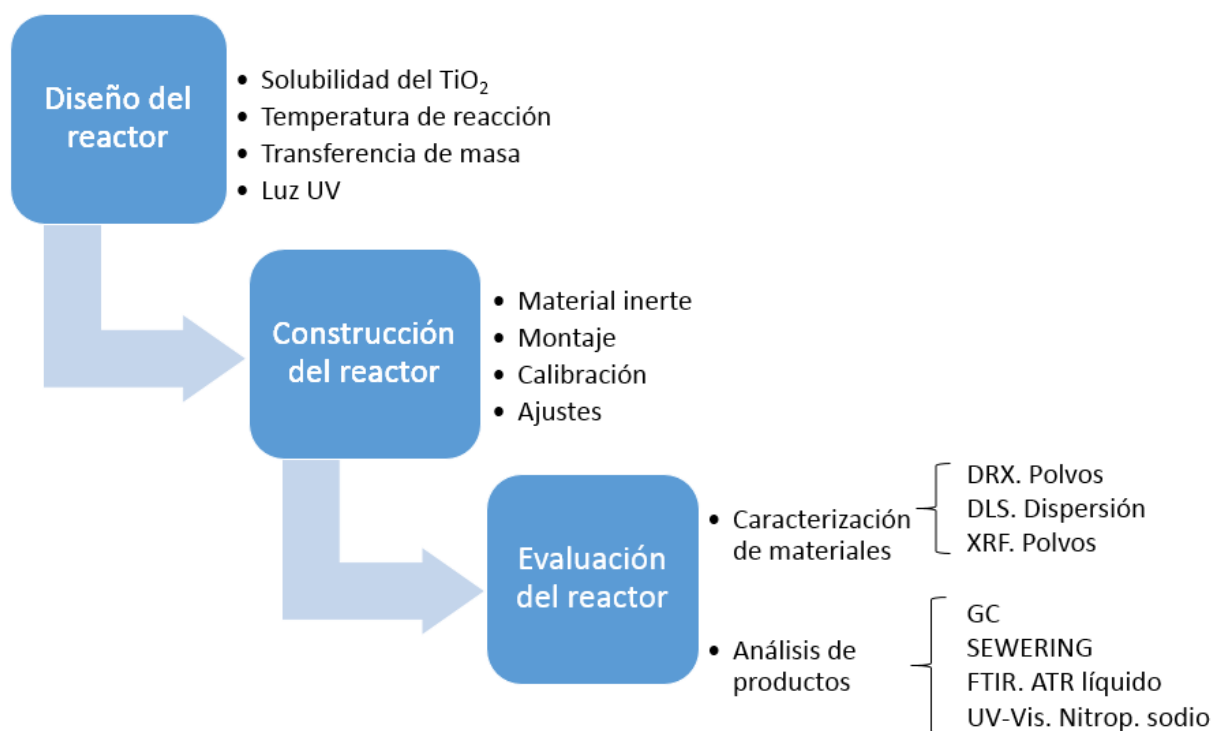 Diseño del
reactor
• Solubilidad del TiO₂
• Temperatura de reacción
• Transferencia de masa
• Luz UV
Construcción
del reactor
• Material inerte
• Montaje
• Calibración
• Ajustes
Evaluación
del reactor
• Caracterización
de materiales
DRX. Polvos
DLS. Dispersión
XRF. Polvos
• Análisis de
productos
GC
SEWERING
FTIR. ATR líquido
UV-Vis. Nitrop. sodio